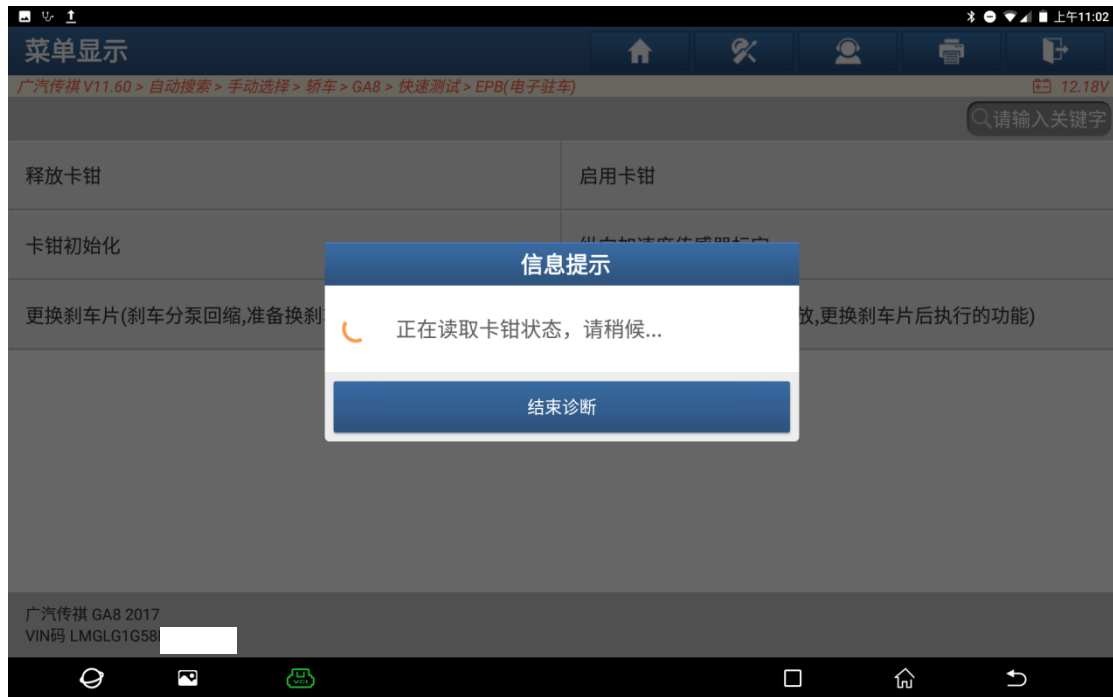 上午11:02
菜单显示
广汽传祺 V11.60 > 自动搜索 > 手动选择 > 轿车 > GA8 > 快速测试 > EPB(电子驻车)
12.18V
请输入关键字
释放卡钳
启用卡钳
卡钳初始化
信息提示
更换刹车片(刹车分泵回缩,准备换刹
放,更换刹车片后执行的功能)
正在读取卡钳状态，请稍候...
结束诊断
广汽传祺 GA8 2017
VIN码 LMGLG1G58
VCI